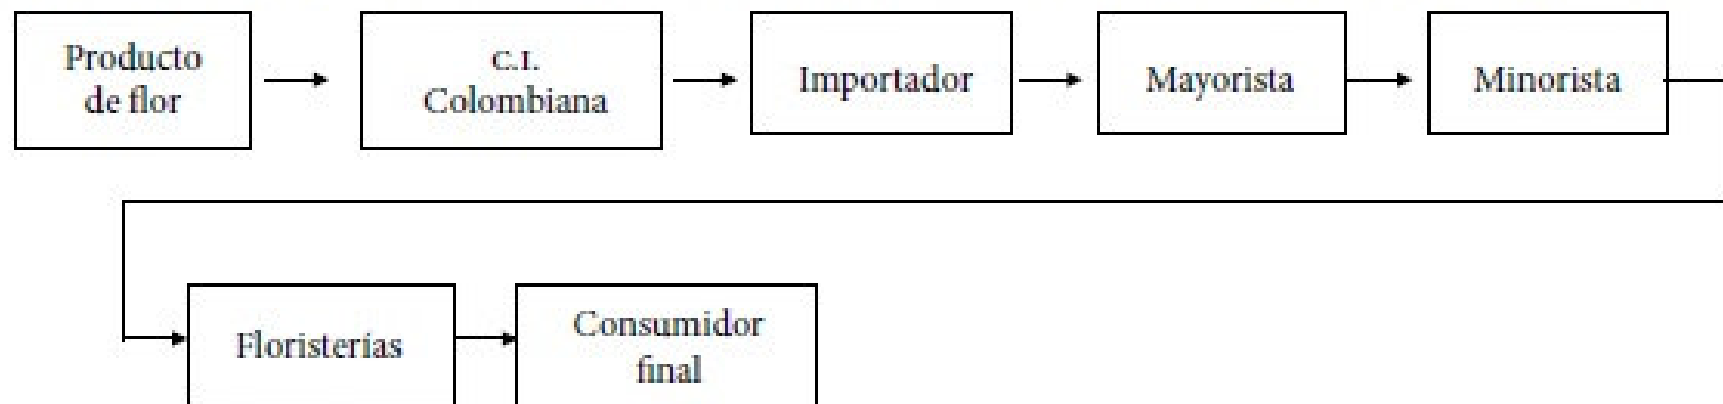 Producto
de flor
C.I.
Colombiana
Importador
Mayorista
Minorista
Floristerías
Consumidor
final